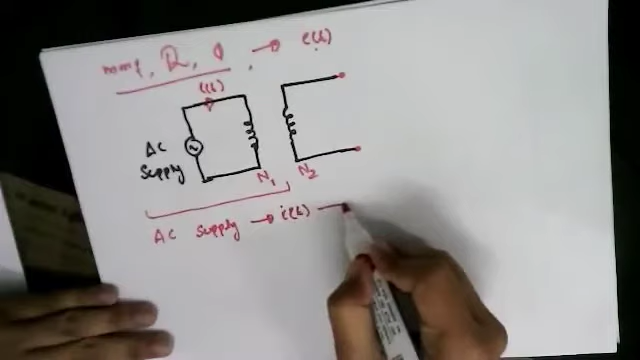 mmf, R, Φ → e(t)
i(t)
AC
Supply
N1 N2
AC supply → i(t) —